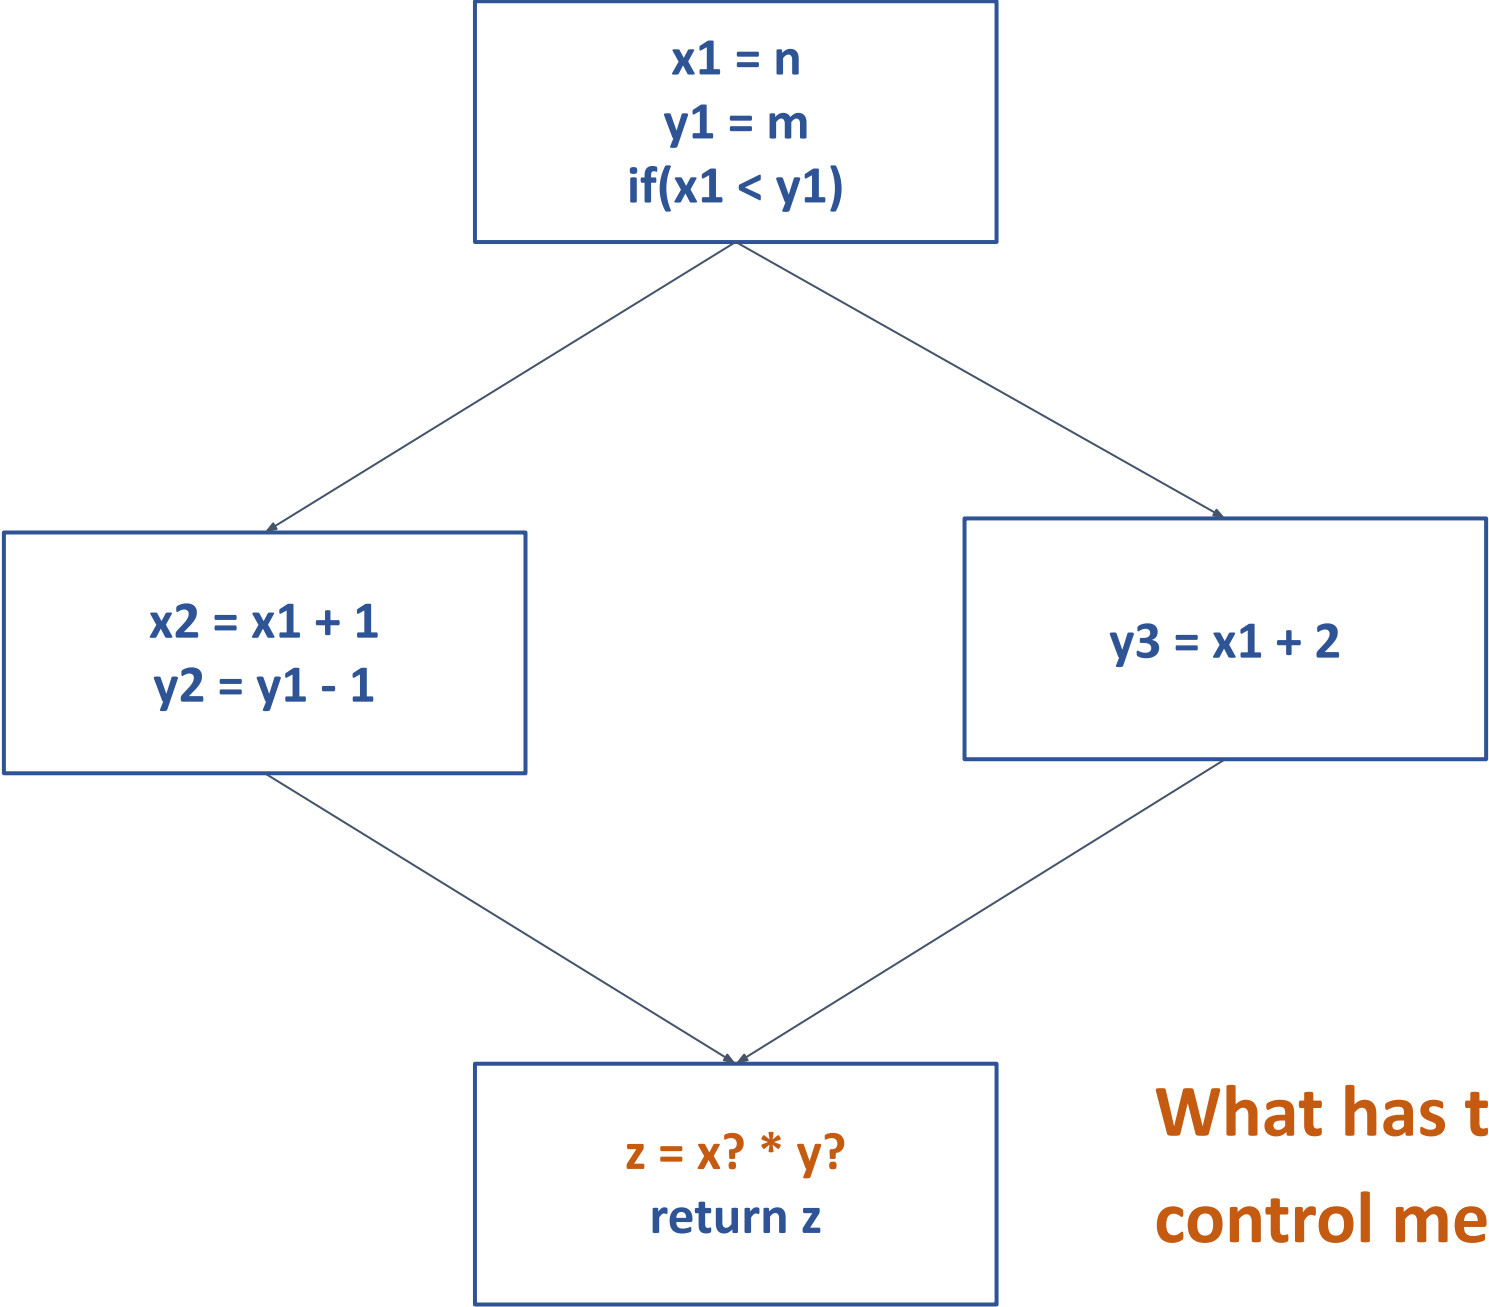 x1 = n
y1 = m
if(x1 < y1)
x2 = x1 + 1
y2 = y1 - 1
y3 = x1 + 2
z = x? * y?
return z
What has t
control me